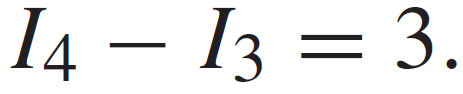 I₄ − I₃ = 3.